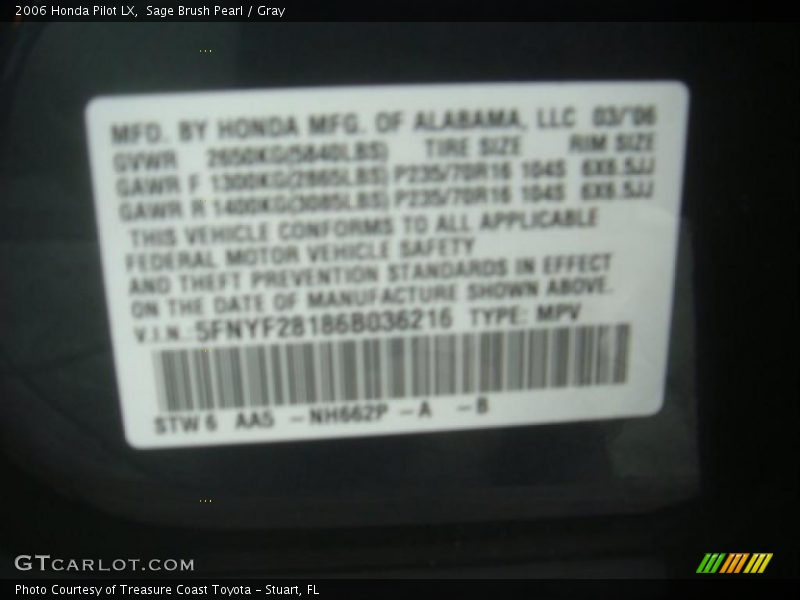 2006 Honda Pilot LX,  Sage Brush Pearl / Gray
MFD. BY HONDA MFG. OF ALABAMA, LLC 03/'06
GVWR 2650KG(5840LBS) TIRE SIZE RIM SIZE
GAWR F 1300KG(2865LBS) P235/70R16 104S 6X6.5JJ
GAWR R 1400KG(3085LBS) P235/70R16 104S 6X6.5JJ
THIS VEHICLE CONFORMS TO ALL APPLICABLE
FEDERAL MOTOR VEHICLE SAFETY
AND THEFT PREVENTION STANDARDS IN EFFECT
ON THE DATE OF MANUFACTURE SHOWN ABOVE.
V.I.N.: 5FNYF28186B036216 TYPE: MPV
STW6 AA5 -NH662P -A -B
GTCARLOT.COM
Photo Courtesy of Treasure Coast Toyota - Stuart, FL